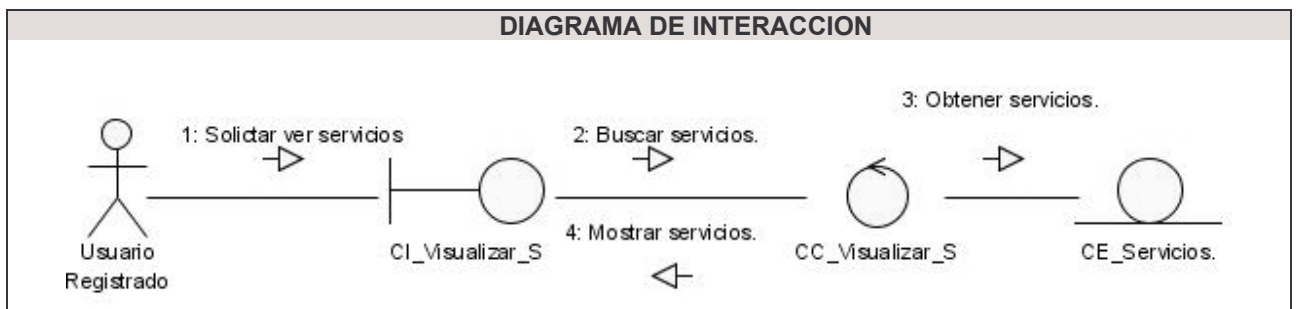 DIAGRAMA DE INTERACCION
3: Obtener servicios.
1: Solicitar ver servicios
2: Buscar servicios.
4: Mostrar servicios.
Usuario
Registrado
CI_Visualizar_S
CC_Visualizar_S
CE_Servicios.